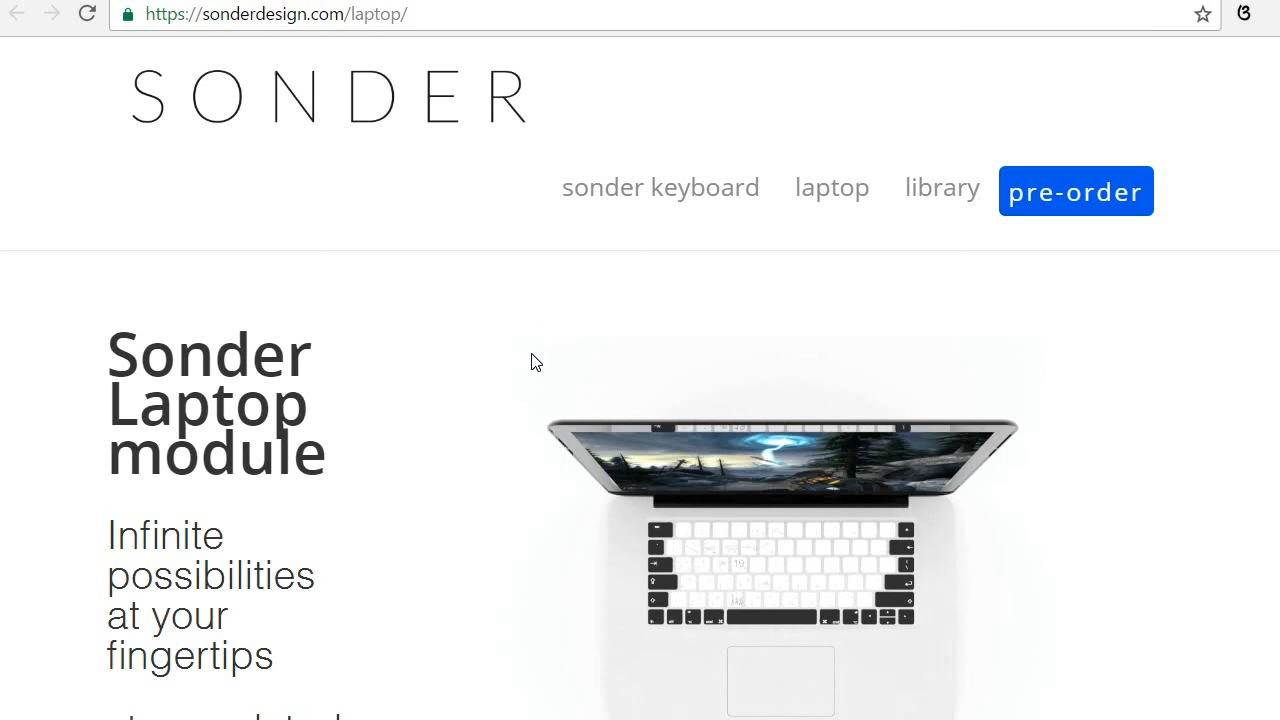 https://sonderdesign.com/laptop/
SONDER
sonder keyboard
laptop
library
pre-order
Sonder
Laptop
module
Infinite
possibilities
at your
fingertips